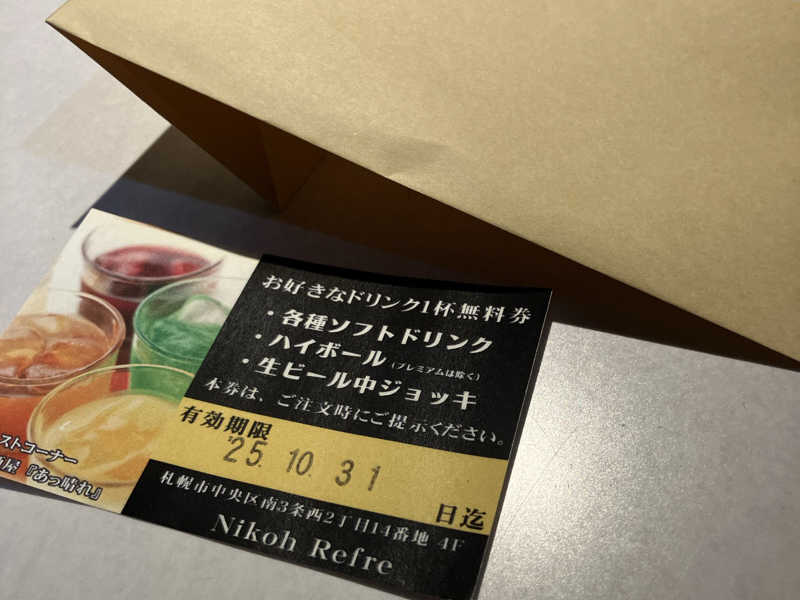 お好きなドリンク1杯無料券
・各種ソフトドリンク
・ハイボール（プレミアムは除く）
・生ビール中ジョッキ
本券は、ご注文時にご提示ください。
有効期限
'25. 10. 31
日迄
ストコーナー
『あっ晴れ』
札幌市中央区南3条西2丁目14番地 4F
Nikoh Refre